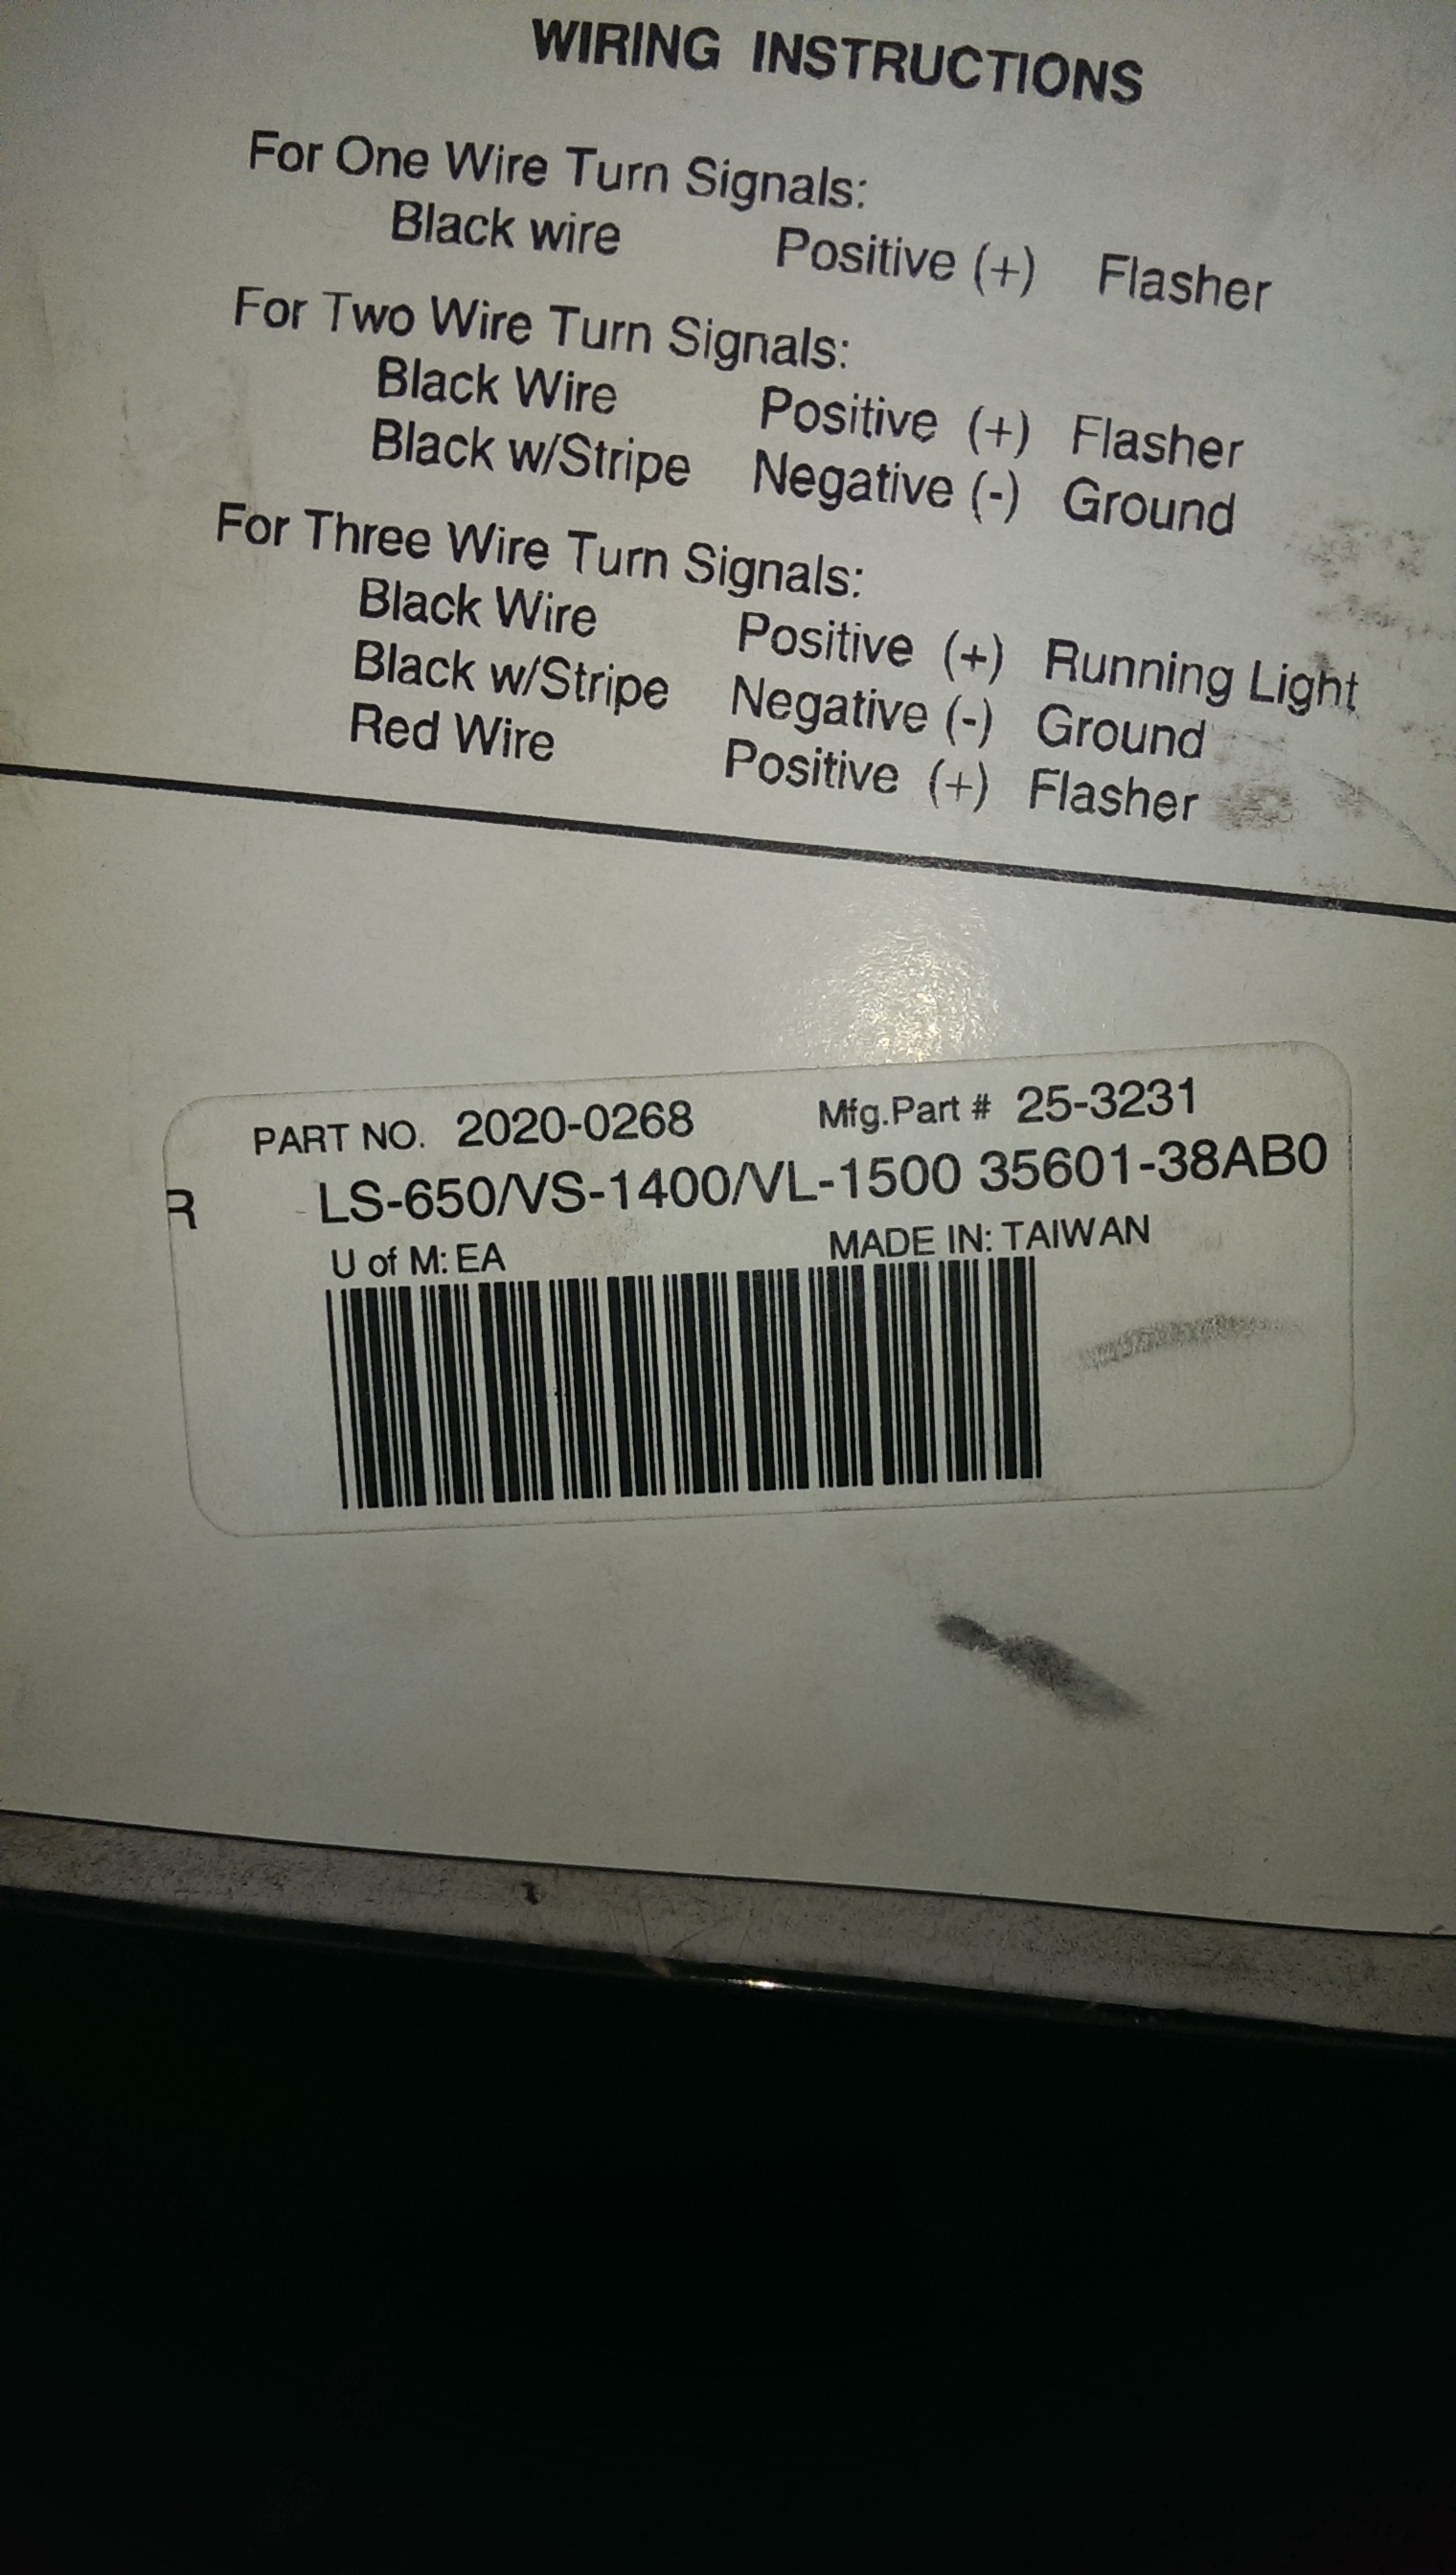 WIRING INSTRUCTIONS
For One Wire Turn Signals:
Black wire Positive (+) Flasher
For Two Wire Turn Signals:
Black Wire Positive (+) Flasher
Black w/Stripe Negative (-) Ground
For Three Wire Turn Signals:
Black Wire Positive (+) Running Light
Black w/Stripe Negative (-) Ground
Red Wire Positive (+) Flasher
PART NO. 2020-0268 Mfg.Part # 25-3231
R LS-650/VS-1400/VL-1500 35601-38AB0
U of M: EA MADE IN: TAIWAN